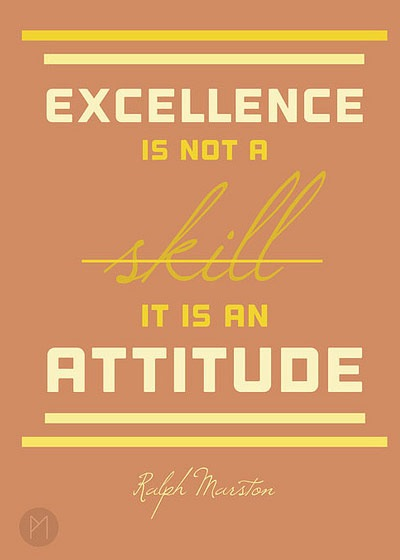 EXCELLENCE
IS NOT A
skill
IT IS AN
ATTITUDE
Ralph Marston